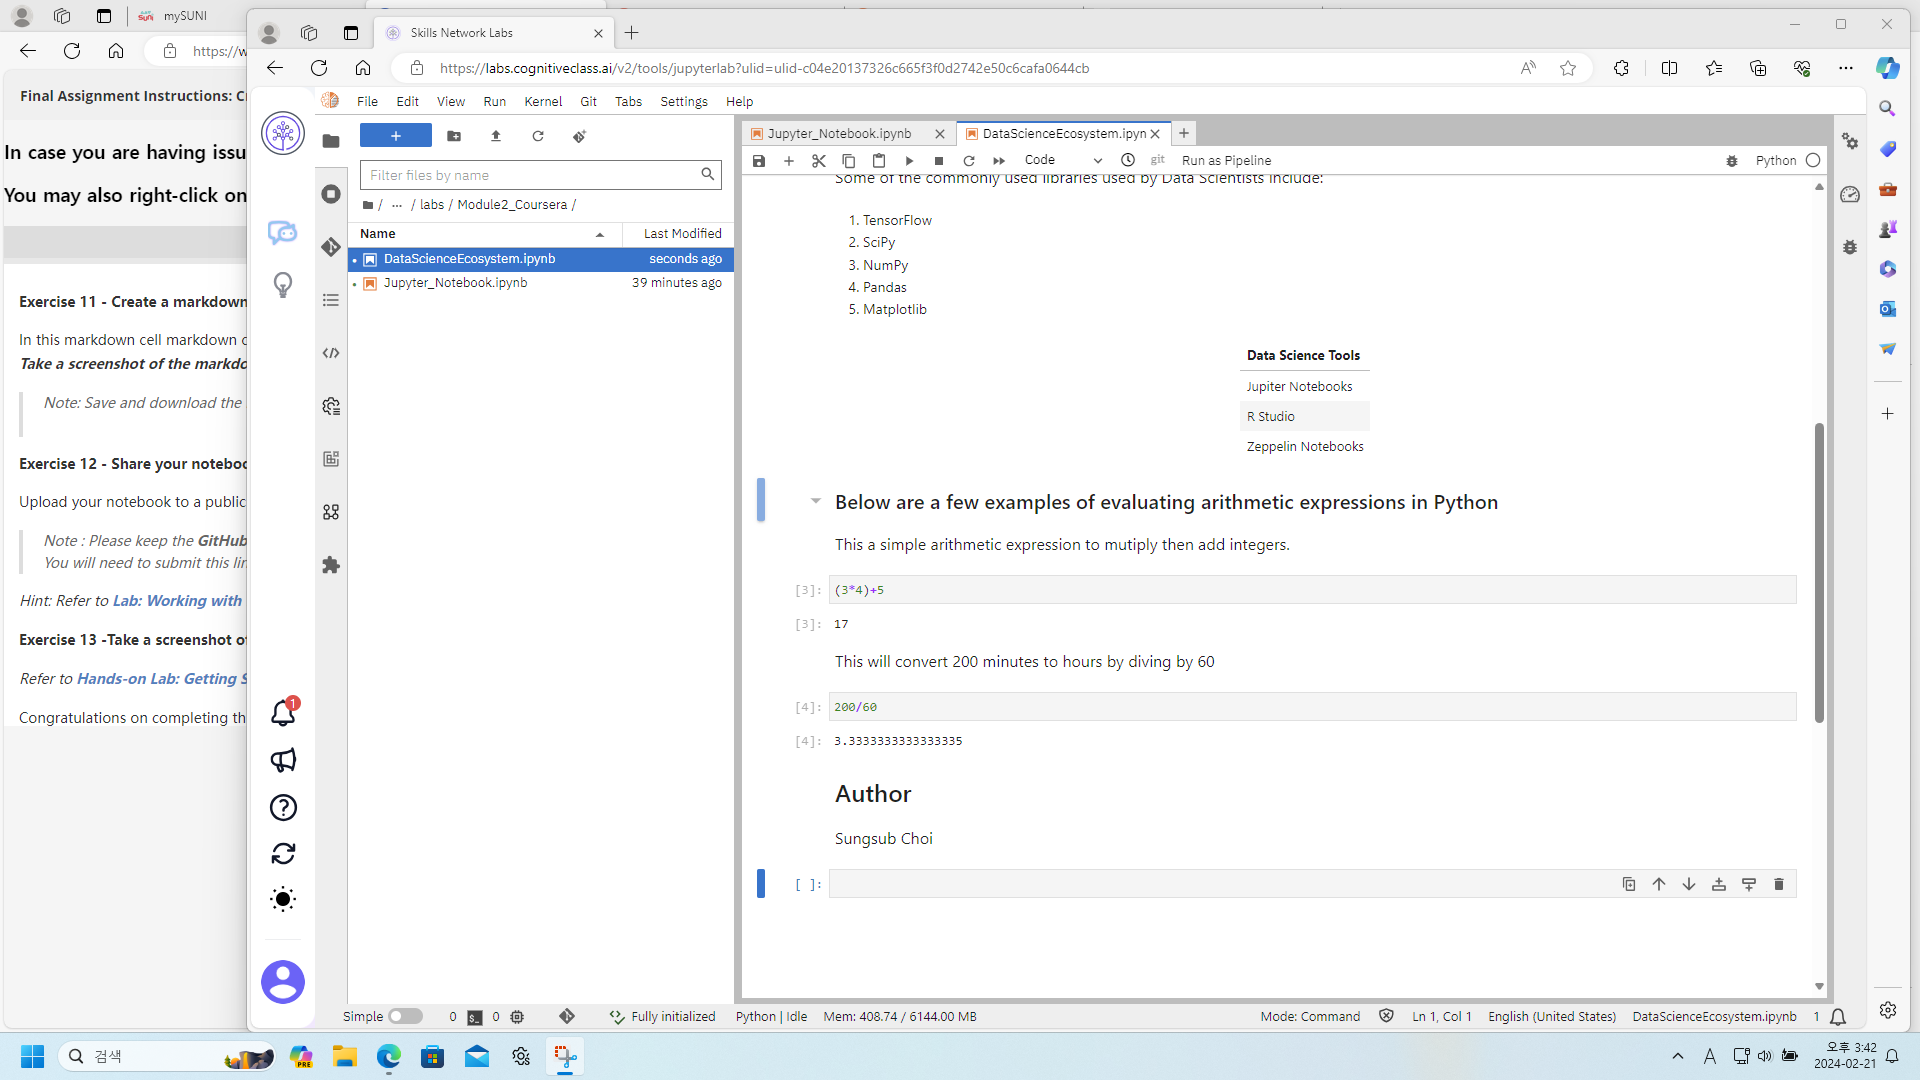 mySUNI
https://w
Final Assignment Instructions: Cr
In case you are having issu
You may also right-click on
Exercise 11 - Create a markdown
In this markdown cell markdown c
Take a screenshot of the markdo
Note: Save and download the
Exercise 12 - Share your noteboo
Upload your notebook to a public
Note : Please keep the GitHub
You will need to submit this lin
Hint: Refer to Lab: Working with
Exercise 13 -Take a screenshot of
Refer to Hands-on Lab: Getting S
Congratulations on completing th
Skills Network Labs
https://labs.cognitiveclass.ai/v2/tools/jupyterlab?ulid=ulid-c04e20137326c665f3f0d2742e50c6cafa0644cb
File Edit View Run Kernel Git Tabs Settings Help
Filter files by name
/ ... / labs / Module2_Coursera /
Name Last Modified
DataScienceEcosystem.ipynb seconds ago
Jupyter_Notebook.ipynb 39 minutes ago
1
Jupyter_Notebook.ipynb
DataScienceEcosystem.ipyn
Code git Run as Pipeline Python
Some of the commonly used libraries used by Data Scientists include:
1. TensorFlow
2. SciPy
3. NumPy
4. Pandas
5. Matplotlib
Data Science Tools
Jupiter Notebooks
R Studio
Zeppelin Notebooks
Below are a few examples of evaluating arithmetic expressions in Python
This a simple arithmetic expression to mutiply then add integers.
[3]: (3*4)+5
[3]: 17
This will convert 200 minutes to hours by diving by 60
[4]: 200/60
[4]: 3.3333333333333335
Author
Sungsub Choi
[ ]:
Simple 0 $_ 0 Fully initialized Python | Idle Mem: 408.74 / 6144.00 MB Mode: Command Ln 1, Col 1 English (United States) DataScienceEcosystem.ipynb 1
검색 PRE A 오후 3:42
2024-02-21